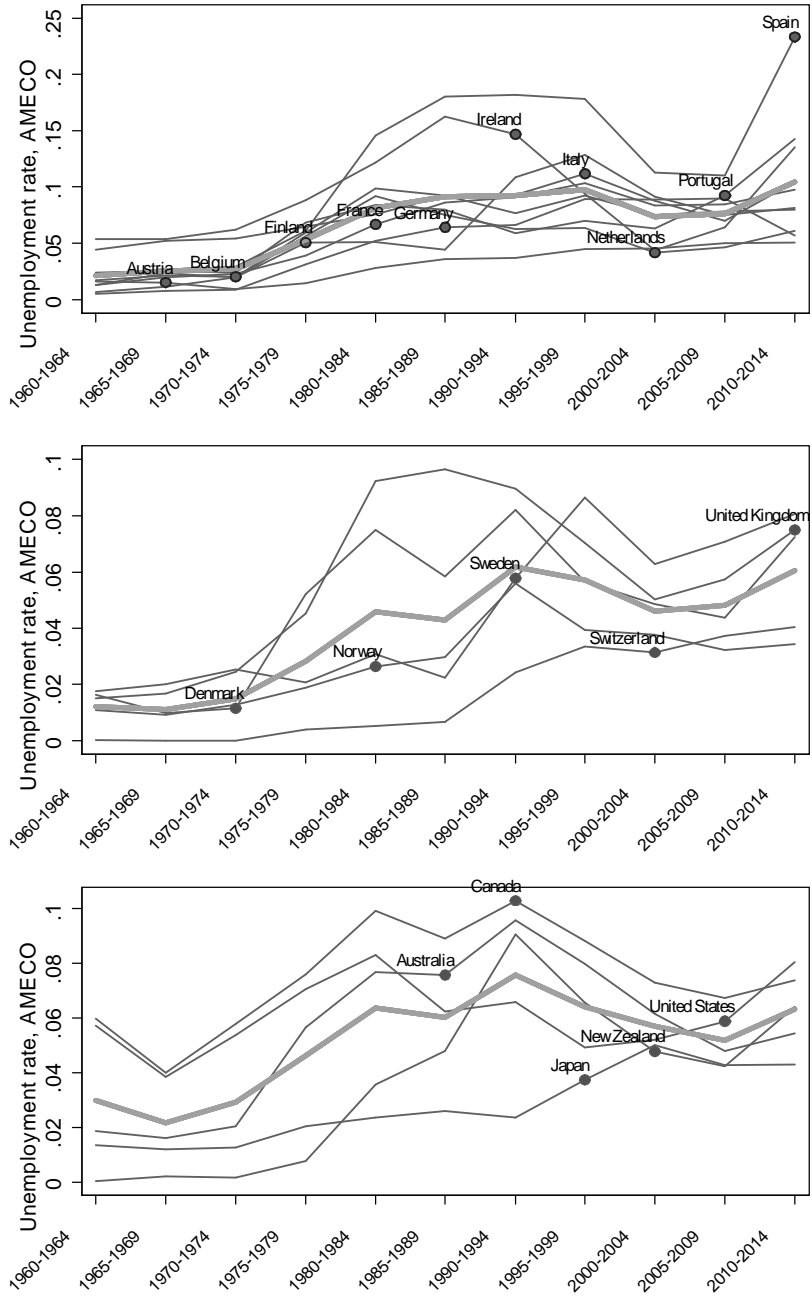 Unemployment rate, AMECO
.25
.2
.15
.1
.05
0
Spain
Ireland
Italy
Portugal
France
Germany
Finland
Netherlands
Belgium
Austria
1960-1964
1965-1969
1970-1974
1975-1979
1980-1984
1985-1989
1990-1994
1995-1999
2000-2004
2005-2009
2010-2014
Unemployment rate, AMECO
.1
.08
.06
.04
.02
0
United Kingdom
Sweden
Norway
Switzerland
Denmark
1960-1964
1965-1969
1970-1974
1975-1979
1980-1984
1985-1989
1990-1994
1995-1999
2000-2004
2005-2009
2010-2014
Unemployment rate, AMECO
.1
.08
.06
.04
.02
0
Canada
Australia
United States
New Zealand
Japan
1960-1964
1965-1969
1970-1974
1975-1979
1980-1984
1985-1989
1990-1994
1995-1999
2000-2004
2005-2009
2010-2014